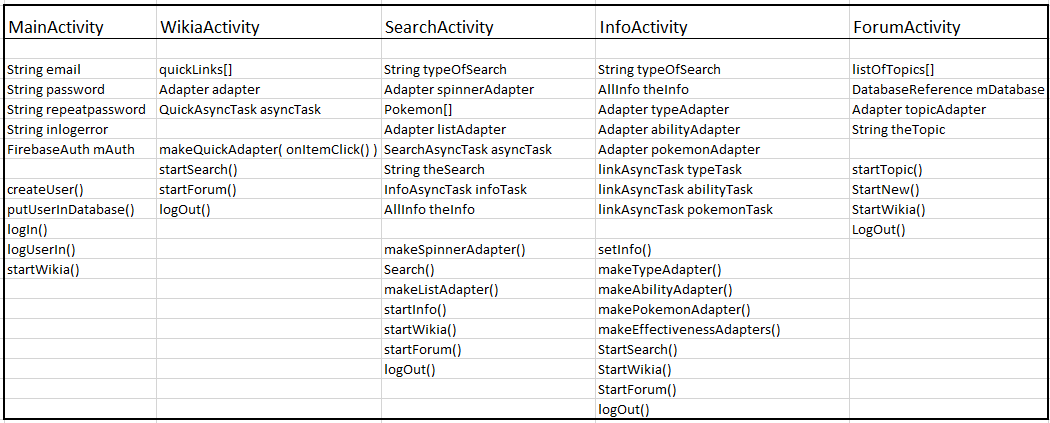 MainActivity WikiaActivity SearchActivity InfoActivity ForumActivity
String email quickLinks[] String typeOfSearch String typeOfSearch listOfTopics[]
String password Adapter adapter Adapter spinnerAdapter AllInfo theInfo DatabaseReference mDatabase
String repeatpassword QuickAsyncTask asyncTask Pokemon[] Adapter typeAdapter Adapter topicAdapter
String inlogerror Adapter listAdapter Adapter abilityAdapter String theTopic
FirebaseAuth mAuth makeQuickAdapter( onItemClick() ) SearchAsyncTask asyncTask Adapter pokemonAdapter
startSearch() String theSearch linkAsyncTask typeTask startTopic()
createUser() startForum() InfoAsyncTask infoTask linkAsyncTask abilityTask StartNew()
putUserInDatabase() logOut() AllInfo theInfo linkAsyncTask pokemonTask StartWikia()
logIn() LogOut()
logUserIn() makeSpinnerAdapter() setInfo()
startWikia() Search() makeTypeAdapter()
makeListAdapter() makeAbilityAdapter()
startInfo() makePokemonAdapter()
startWikia() makeEffectivenessAdapters()
startForum() StartSearch()
logOut() StartWikia()
StartForum()
logOut()